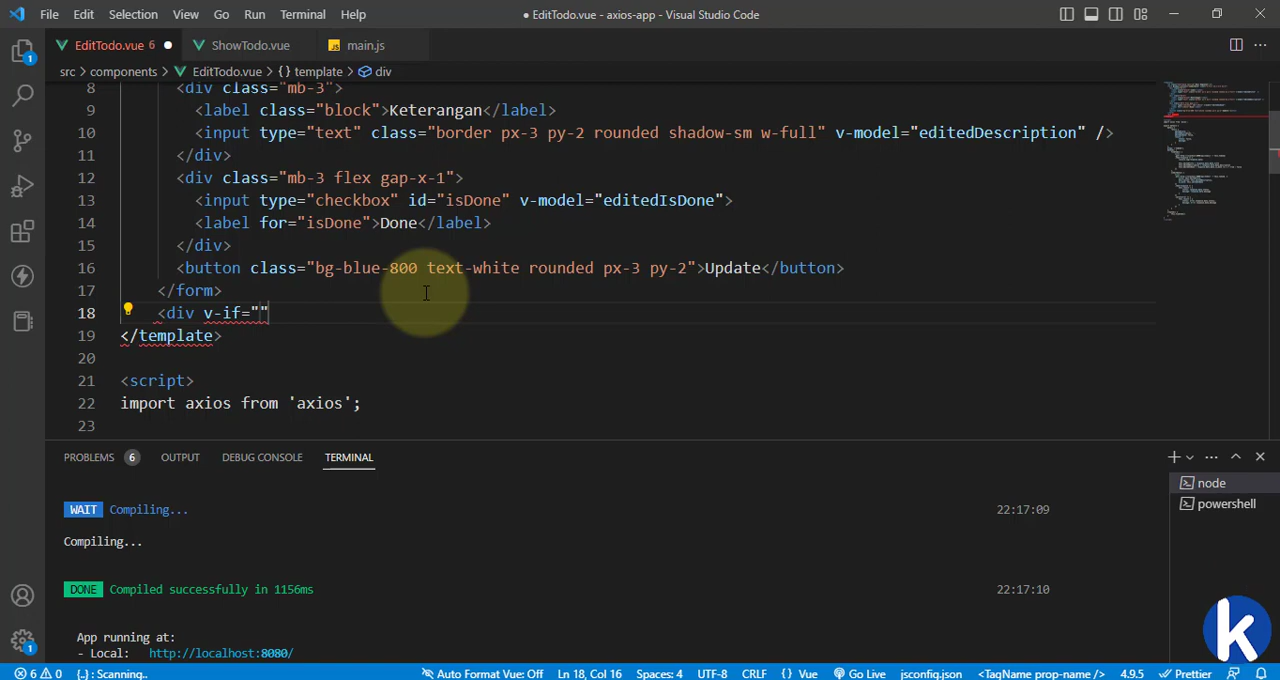 File Edit Selection View Go Run Terminal Help
● EditTodo.vue - axios-app - Visual Studio Code
EditTodo.vue 6 ●
ShowTodo.vue
JS main.js
src > components > EditTodo.vue > {} template > div
8 <div class="mb-3">
9 <label class="block">Keterangan</label>
10 <input type="text" class="border px-3 py-2 rounded shadow-sm w-full" v-model="editedDescription" />
11 </div>
12 <div class="mb-3 flex gap-x-1">
13 <input type="checkbox" id="isDone" v-model="editedIsDone">
14 <label for="isDone">Done</label>
15 </div>
16 <button class="bg-blue-800 text-white rounded px-3 py-2">Update</button>
17 </form>
18 <div v-if=""
19 </template>
20
21 <script>
22 import axios from 'axios';
23
PROBLEMS 6 OUTPUT DEBUG CONSOLE TERMINAL
node
powershell
WAIT Compiling... 22:17:09
Compiling...
DONE Compiled successfully in 1156ms 22:17:10
App running at:
- Local: http://localhost:8080/
k
1
1
6 0 {..} : Scanning.. Auto Format Vue: Off Ln 18, Col 16 Spaces: 4 UTF-8 CRLF {} Vue Go Live jsconfig.json <TagName prop-name /> 4.9.5 Prettier